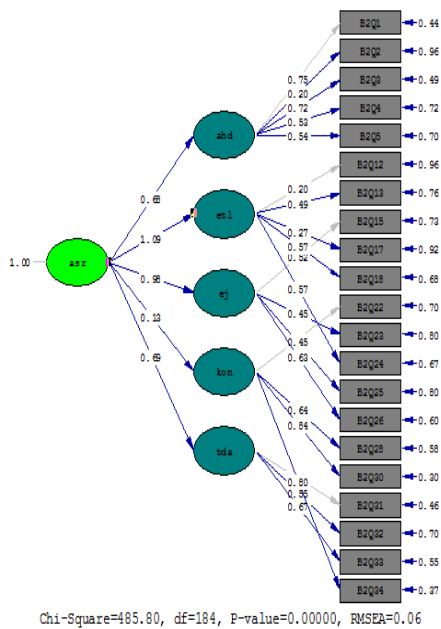 1.00
asr
0.68
1.09
0.98
0.13
0.69
ahd
etl
ej
kon
tda
0.75
0.20
0.72
0.53
0.54
0.20
0.49
0.27
0.57
0.52
0.57
0.45
0.45
0.63
0.64
0.84
0.80
0.55
0.67
B2Q1 0.44
B2Q2 0.96
B2Q3 0.49
B2Q4 0.72
B2Q5 0.70
B2Q12 0.96
B2Q13 0.76
B2Q15 0.73
B2Q17 0.92
B2Q18 0.68
B2Q22 0.70
B2Q23 0.80
B2Q24 0.67
B2Q25 0.80
B2Q26 0.60
B2Q28 0.58
B2Q30 0.30
B2Q31 0.46
B2Q32 0.70
B2Q33 0.55
B2Q34 0.37
Chi-Square=485.80, df=184, P-value=0.00000, RMSEA=0.06